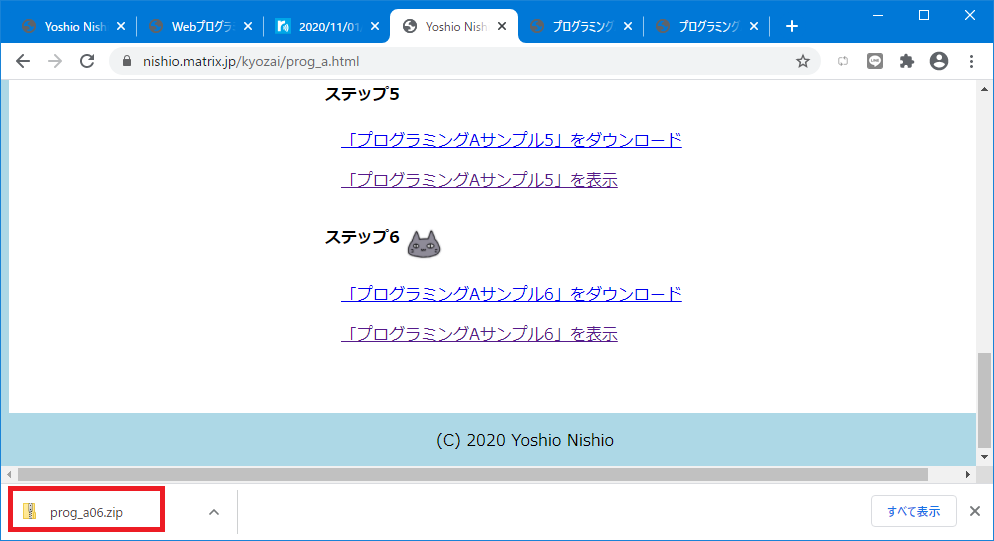 Yoshio Nish
Webプログラ
2020/11/01
Yoshio Nish
プログラミング
プログラミング
nishio.matrix.jp/kyozai/prog_a.html
ステップ5
「プログラミングAサンプル5」をダウンロード
「プログラミングAサンプル5」を表示
ステップ6
「プログラミングAサンプル6」をダウンロード
「プログラミングAサンプル6」を表示
(C) 2020 Yoshio Nishio
prog_a06.zip
すべて表示